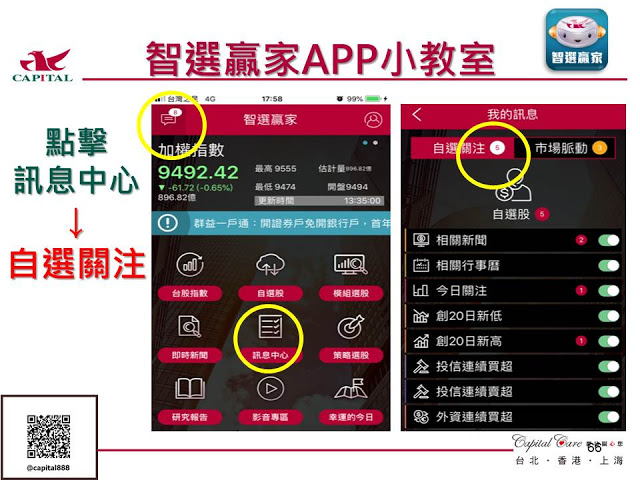 CAPITAL
智選贏家APP小教室
智選贏家
點擊
訊息中心
↓
自選關注
4G
17:58
99%
8
智選贏家
加權指數
9492.42
▼ -61.72 (-0.65%)
896.82億
最高 9555
估計量896.82億
最低 9474
開盤9494
更新時間
13:35:00
群益一戶通：開證券戶免開銀行戶，首年
台股指數
自選股
模組選股
即時新聞
訊息中心
策略選股
研究報告
影音專區
幸運的今日
我的訊息
自選關注 5
市場脈動 3
自選股 5
相關新聞 2
相關行事曆
今日關注 1
創20日新低
創20日新高 1
投信連續買超
投信連續賣超
外資連續買超
@capital888
Capital Care
66
台北・香港・上海